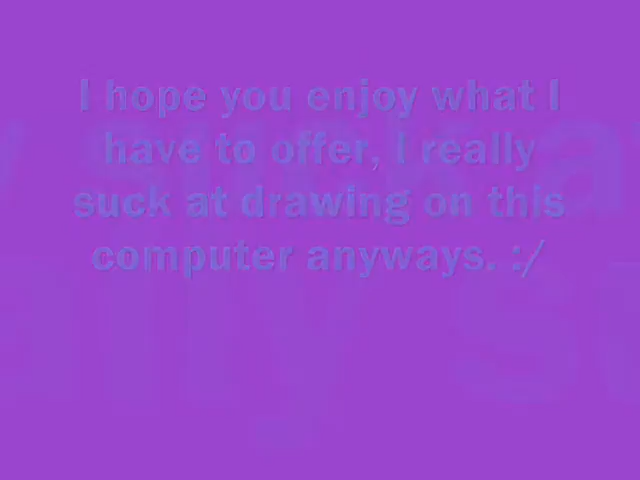 I hope you enjoy what I
have to offer, I really
suck at drawing on this
computer anyways. :/